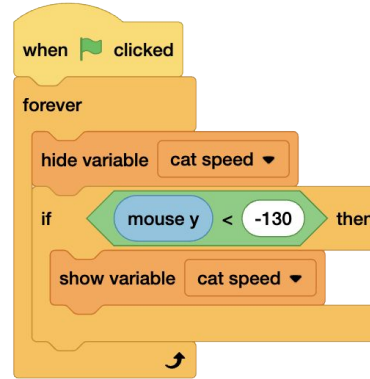 when clicked
forever
hide variable cat speed
if mouse y < -130 then
show variable cat speed